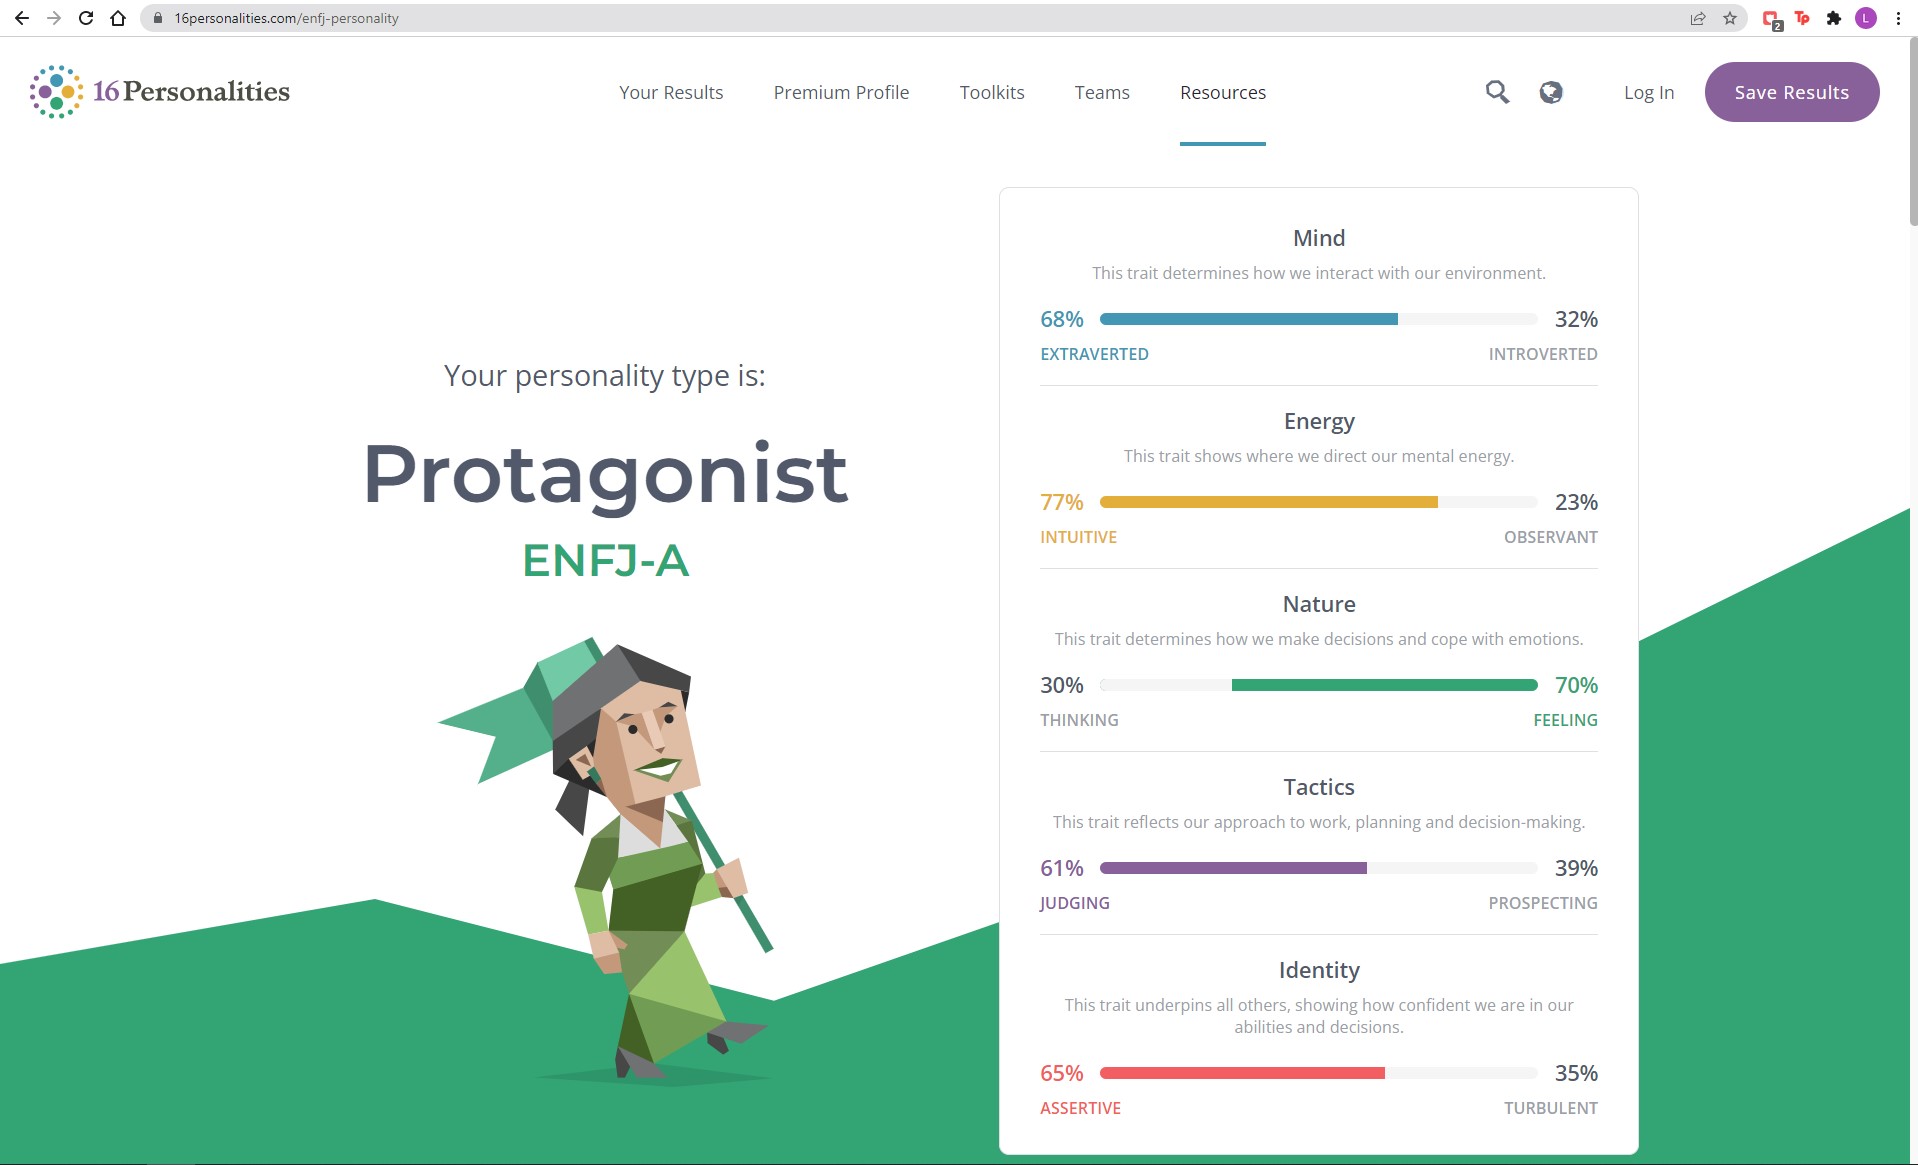 16personalities.com/enfj-personality
2
Tp
L
16Personalities
Your Results
Premium Profile
Toolkits
Teams
Resources
Log In
Save Results
Your personality type is:
Protagonist
ENFJ-A
Mind
This trait determines how we interact with our environment.
68% 32%
EXTRAVERTED INTROVERTED
Energy
This trait shows where we direct our mental energy.
77% 23%
INTUITIVE OBSERVANT
Nature
This trait determines how we make decisions and cope with emotions.
30% 70%
THINKING FEELING
Tactics
This trait reflects our approach to work, planning and decision-making.
61% 39%
JUDGING PROSPECTING
Identity
This trait underpins all others, showing how confident we are in our
abilities and decisions.
65% 35%
ASSERTIVE TURBULENT